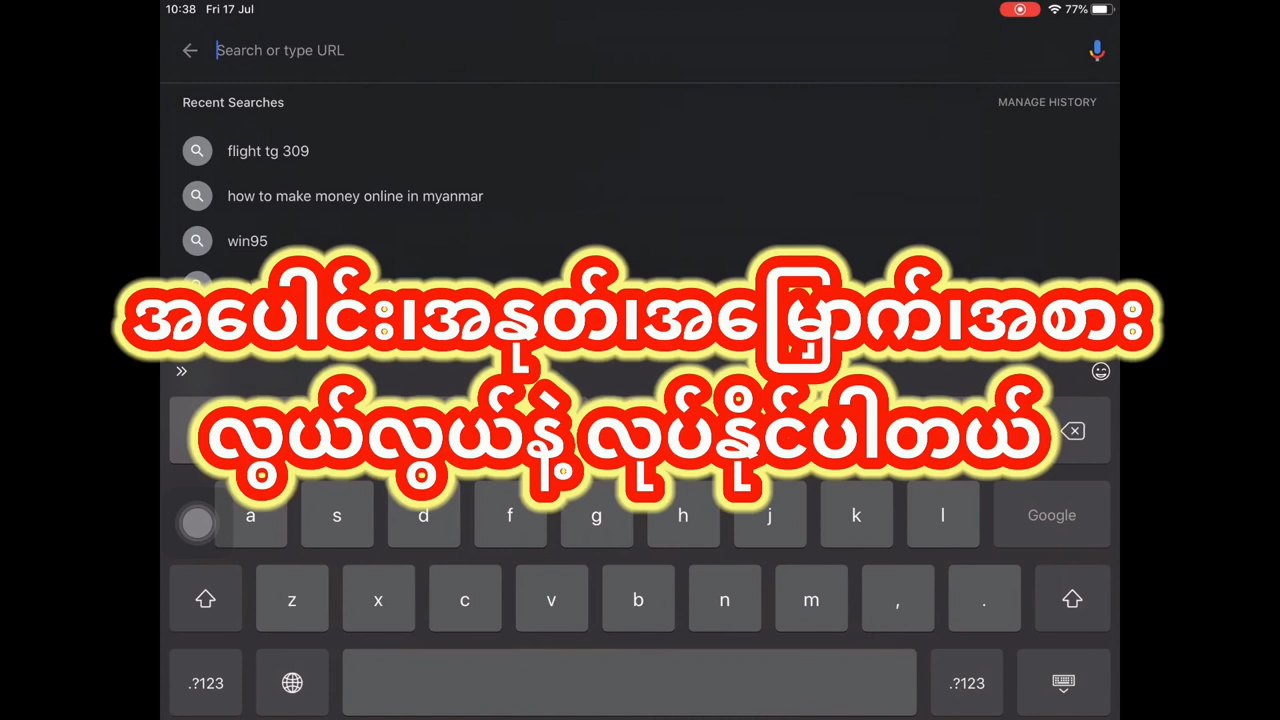 10:38 Fri 17 Jul 77%
Search or type URL
Recent Searches MANAGE HISTORY
flight tg 309
how to make money online in myanmar
win95
အပေါင်း၊အနုတ်၊အမြှောက်၊အစား
လွယ်လွယ်နဲ့ လုပ်နိုင်ပါတယ်
a s d f g h j k l Google
z x c v b n m , .
.?123 .?123